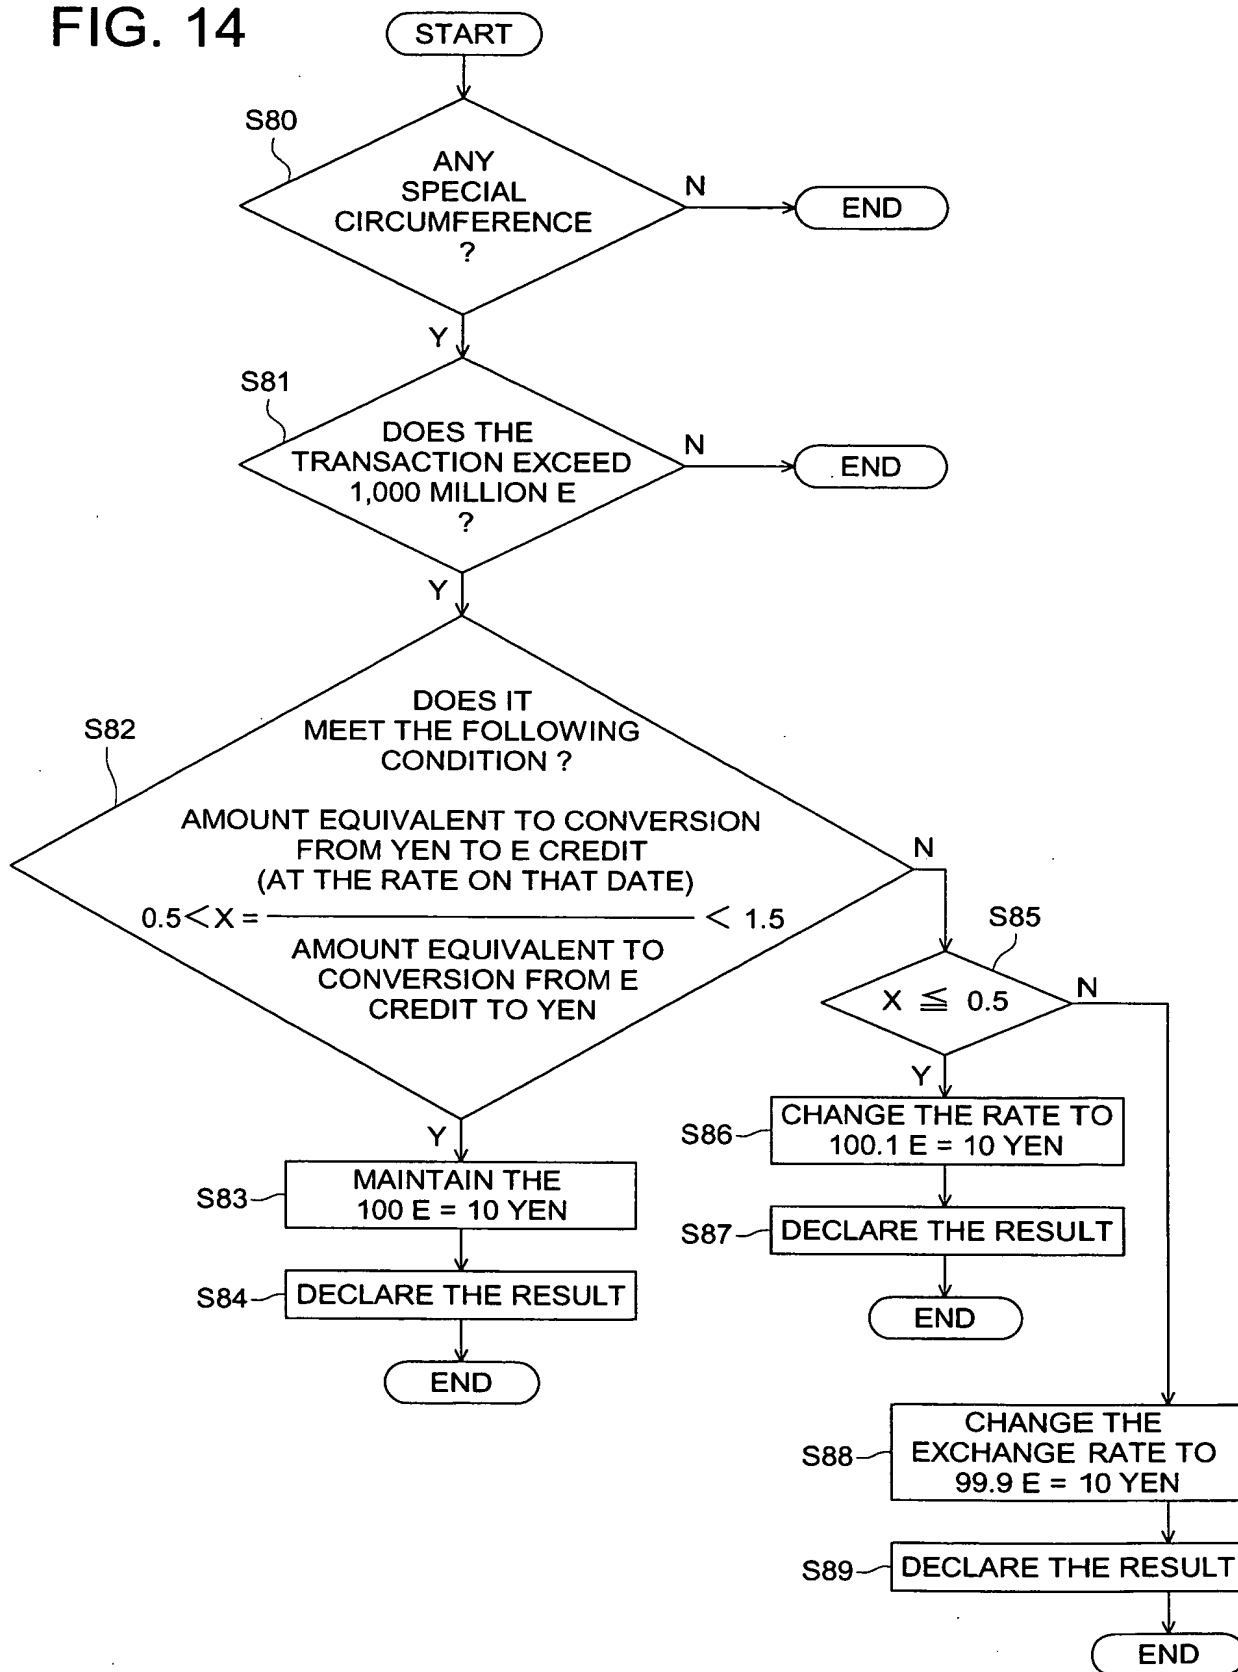 FIG. 14
START
S80
ANY
SPECIAL
CIRCUMFERENCE
?
N
END
Y
S81
DOES THE
TRANSACTION EXCEED
1,000 MILLION E
?
N
END
Y
S82
DOES IT
MEET THE FOLLOWING
CONDITION ?
AMOUNT EQUIVALENT TO CONVERSION
FROM YEN TO E CREDIT
(AT THE RATE ON THAT DATE)
0.5 < X = < 1.5
AMOUNT EQUIVALENT TO
CONVERSION FROM E
CREDIT TO YEN
N
Y
S83
MAINTAIN THE
100 E = 10 YEN
S84
DECLARE THE RESULT
END
S85
X ≦ 0.5
N
Y
S86
CHANGE THE RATE TO
100.1 E = 10 YEN
S87
DECLARE THE RESULT
END
S88
CHANGE THE
EXCHANGE RATE TO
99.9 E = 10 YEN
S89
DECLARE THE RESULT
END